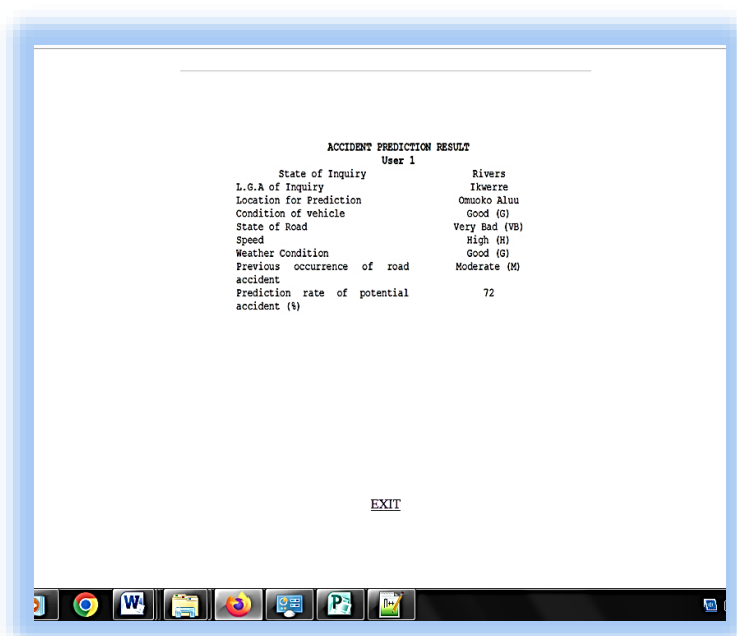 ACCIDENT PREDICTION RESULT
User 1
State of Inquiry Rivers
L.G.A of Inquiry Ikwerre
Location for Prediction Omuoko Aluu
Condition of vehicle Good (G)
State of Road Very Bad (VB)
Speed High (H)
Weather Condition Good (G)
Previous occurrence of road Moderate (M)
accident
Prediction rate of potential 72
accident (%)
EXIT